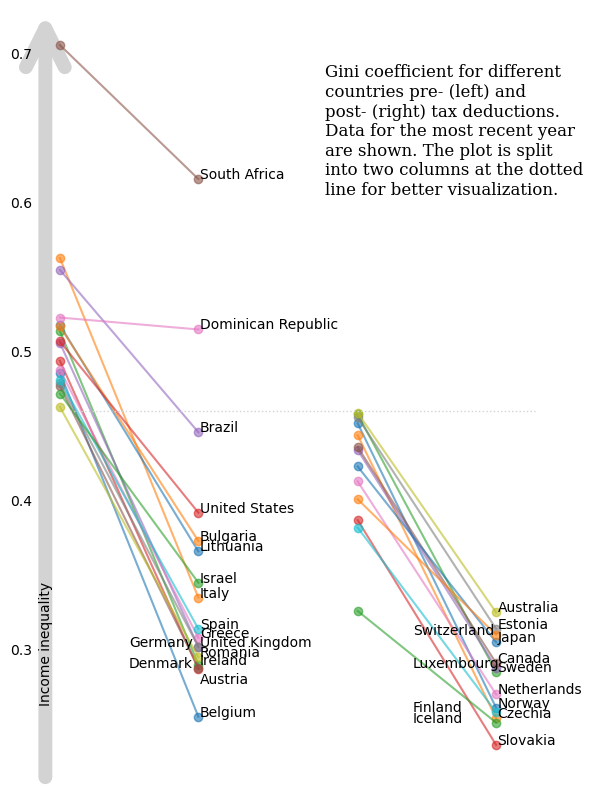 0.7
0.6
0.5
0.4
0.3
Income inequality
Gini coefficient for different
countries pre- (left) and
post- (right) tax deductions.
Data for the most recent year
are shown. The plot is split
into two columns at the dotted
line for better visualization.
South Africa
Dominican Republic
Brazil
United States
Bulgaria
Lithuania
Israel
Italy
Spain
Greece
Germany
United Kingdom
Romania
Ireland
Denmark
Austria
Belgium
Australia
Estonia
Switzerland
Japan
Canada
Luxembourg
Sweden
Netherlands
Norway
Finland
Czechia
Iceland
Slovakia